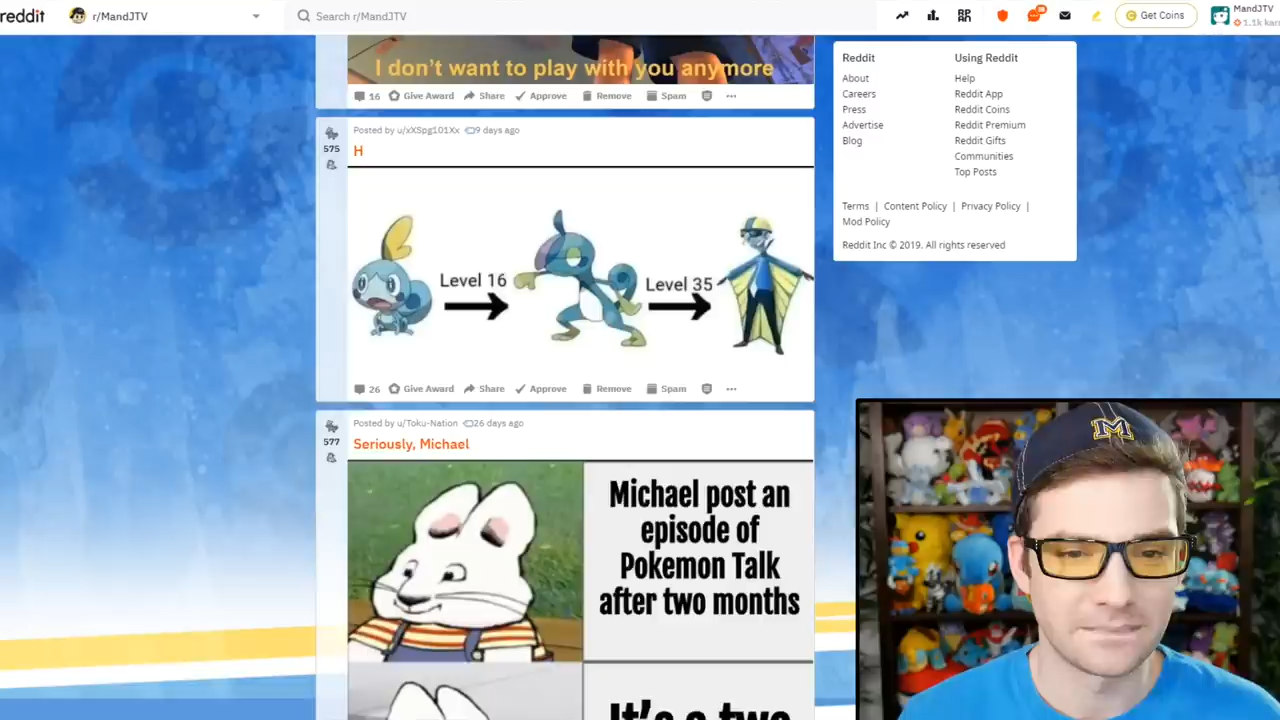 reddit
r/MandJTV
Search r/MandJTV
Get Coins
MandJTV
I don't want to play with you anymore
16 Give Award Share Approve Remove Spam
Posted by u/xXSpg101Xx 9 days ago
575
H
Level 16
Level 35
26 Give Award Share Approve Remove Spam
Posted by u/Toku-Nation 26 days ago
577
Seriously, Michael
Michael post an
episode of
Pokemon Talk
after two months
It's a two
Reddit
Using Reddit
About
Help
Careers
Reddit App
Press
Reddit Coins
Advertise
Reddit Premium
Blog
Reddit Gifts
Communities
Top Posts
Terms | Content Policy | Privacy Policy |
Mod Policy
Reddit Inc © 2019. All rights reserved
M